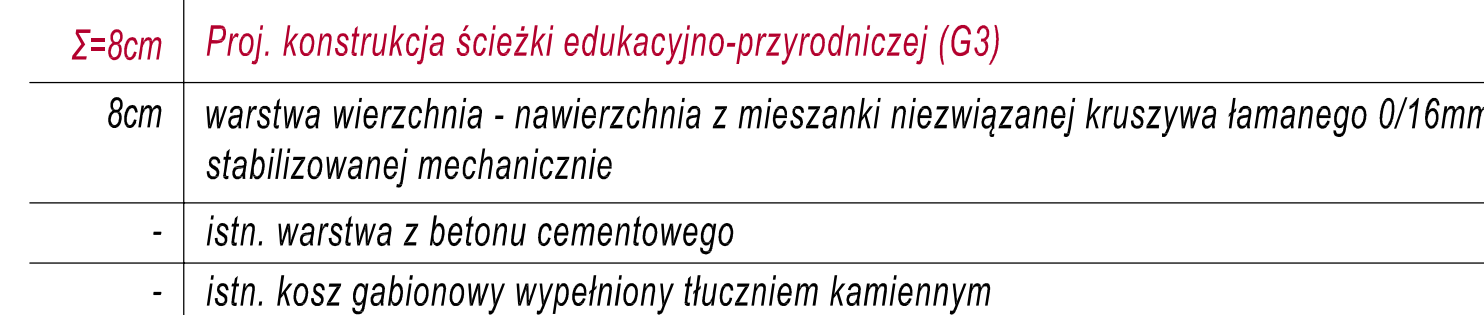 Σ=8cm Proj. konstrukcja ścieżki edukacyjno-przyrodniczej (G3)
8cm warstwa wierzchnia - nawierzchnia z mieszanki niezwiązanej kruszywa łamanego 0/16mm
stabilizowanej mechanicznie
- istn. warstwa z betonu cementowego
- istn. kosz gabionowy wypełniony tłuczniem kamiennym